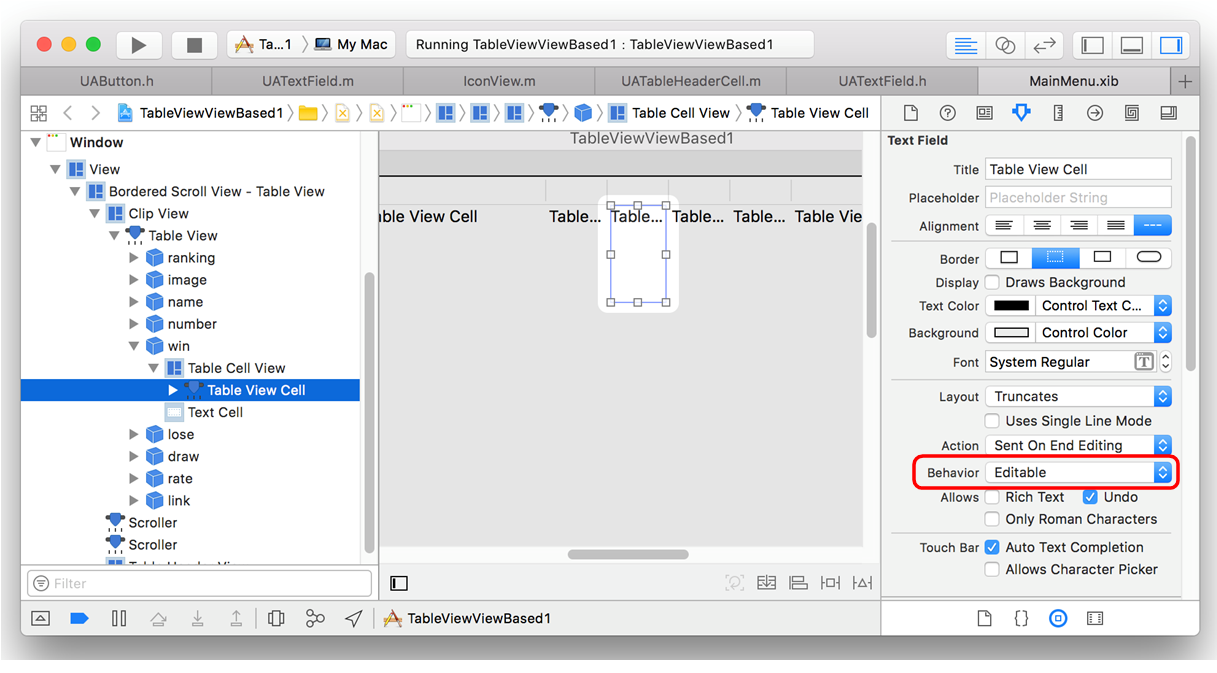 Ta...1 〉 My Mac
Running TableViewViewBased1 : TableViewViewBased1
UAButton.h
UATextField.m
IconView.m
UATableHeaderCell.m
UATextField.h
MainMenu.xib
TableViewViewBased1
Table Cell View
Table View Cell
Window
View
Bordered Scroll View - Table View
Clip View
Table View
ranking
image
name
number
win
Table Cell View
Table View Cell
Text Cell
lose
draw
rate
link
Scroller
Scroller
Filter
TableViewViewBased1
ble View Cell
Table...
Table...
Table...
Table...
Table Vie
TableViewViewBased1
Text Field
Title Table View Cell
Placeholder Placeholder String
Alignment
Border
Display Draws Background
Text Color Control Text C...
Background Control Color
Font System Regular
Layout Truncates
Uses Single Line Mode
Action Sent On End Editing
Behavior Editable
Allows Rich Text Undo
Only Roman Characters
Touch Bar Auto Text Completion
Allows Character Picker